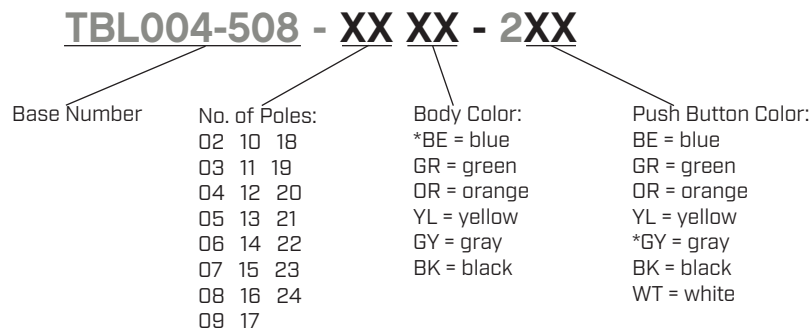 TBL004-508 - XX XX - 2XX
Base Number
No. of Poles:
02 10 18
03 11 19
04 12 20
05 13 21
06 14 22
07 15 23
08 16 24
09 17
Body Color:
*BE = blue
GR = green
OR = orange
YL = yellow
GY = gray
BK = black
Push Button Color:
BE = blue
GR = green
OR = orange
YL = yellow
*GY = gray
BK = black
WT = white